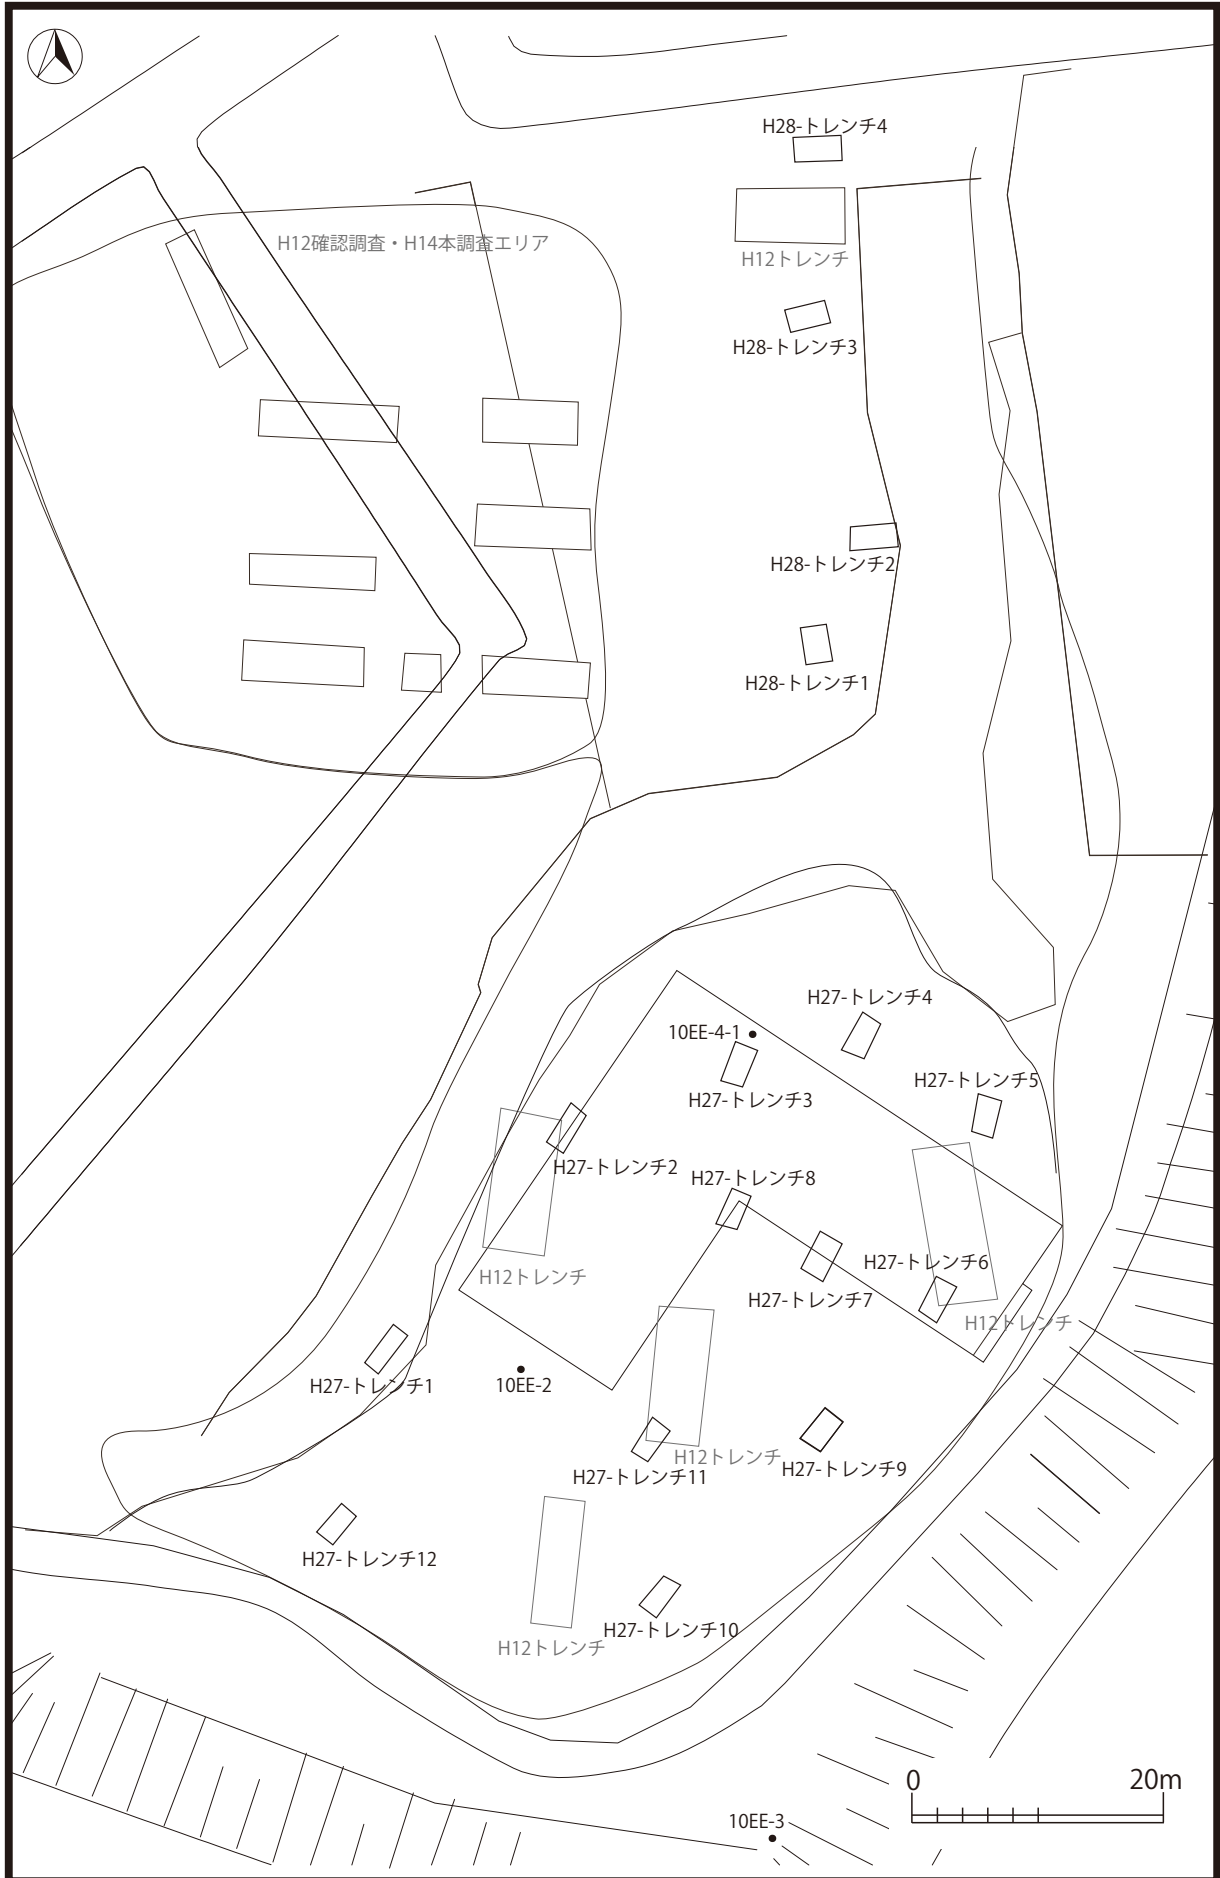 H28-トレンチ4
H12確認調査・H14本調査エリア
H12トレンチ
H28-トレンチ3
H28-トレンチ2
H28-トレンチ1
H27-トレンチ4
10EE-4-1
H27-トレンチ5
H27-トレンチ3
H27-トレンチ2
H27-トレンチ8
H27-トレンチ6
H12トレンチ
H27-トレンチ7
H12トレンチ
H27-トレンチ1
10EE-2
H12トレンチ
H27-トレンチ9
H27-トレンチ11
H27-トレンチ12
H27-トレンチ10
H12トレンチ
0 20m
10EE-3